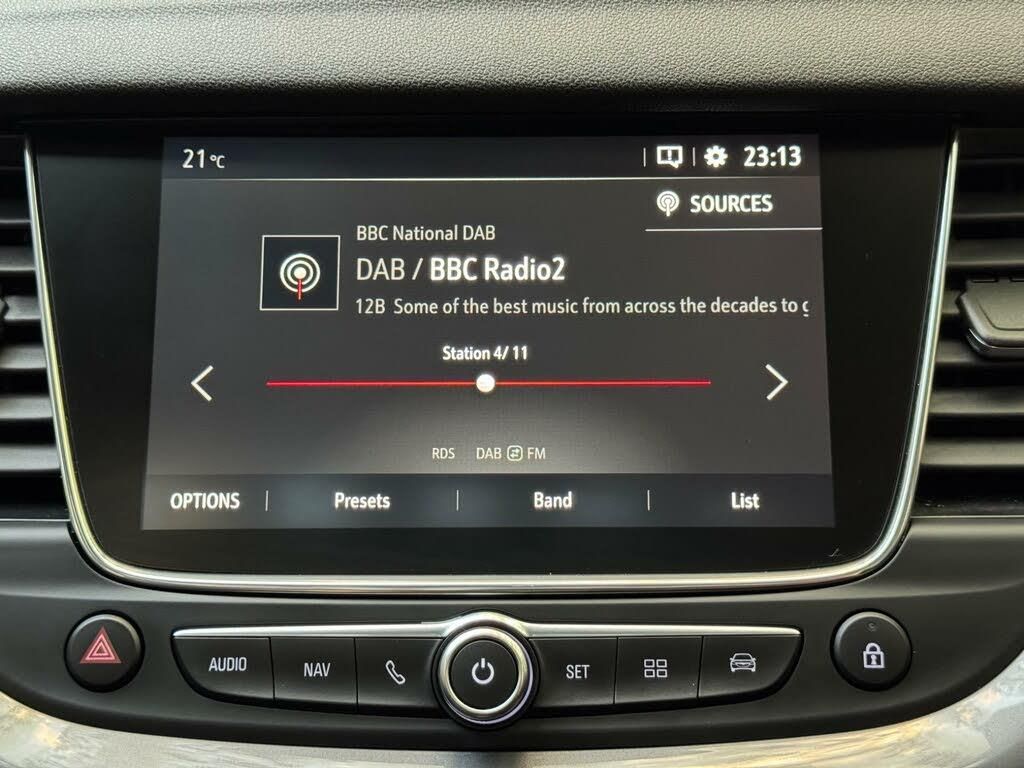 21°C
23:13
SOURCES
BBC National DAB
DAB / BBC Radio2
12B Some of the best music from across the decades to
Station 4/ 11
RDS DAB FM
OPTIONS Presets Band List
AUDIO NAV SET